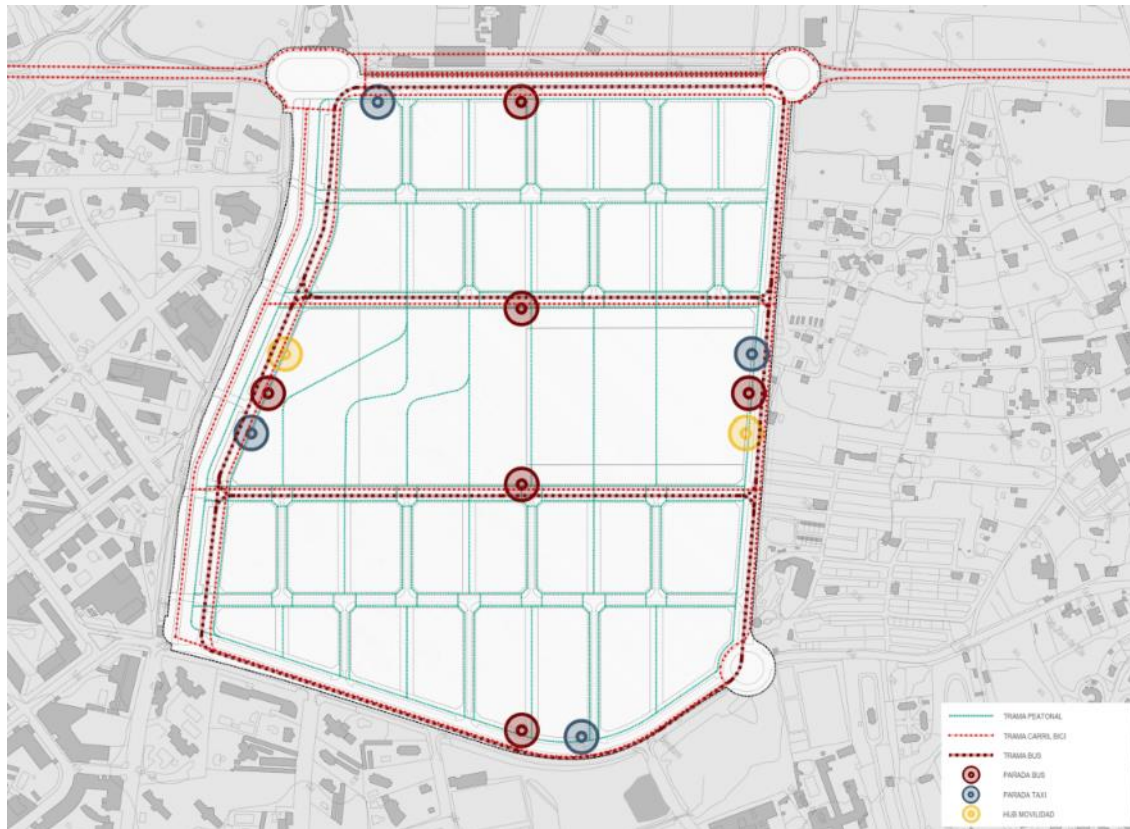 TRAMA PEATONAL
TRAMA CARRIL BICI
TRAMA BUS
PARADA BUS
PARADA TAXI
HUB MOVILIDAD